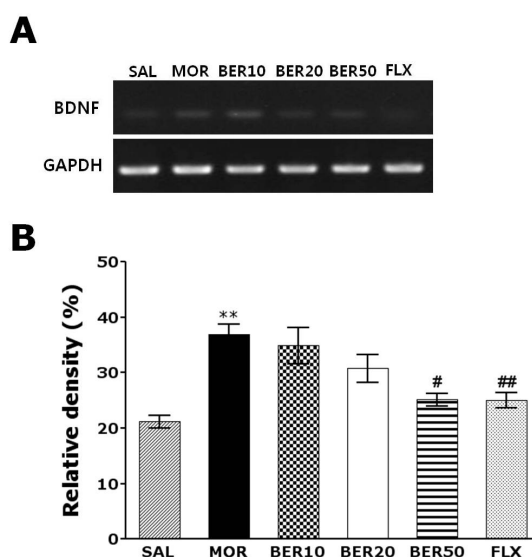 A
SAL MOR BER10 BER20 BER50 FLX
BDNF
GAPDH
B
Relative density (%)
50
40
30
20
10
0
**
#
##
SAL MOR BER10 BER20 BER50 FLX